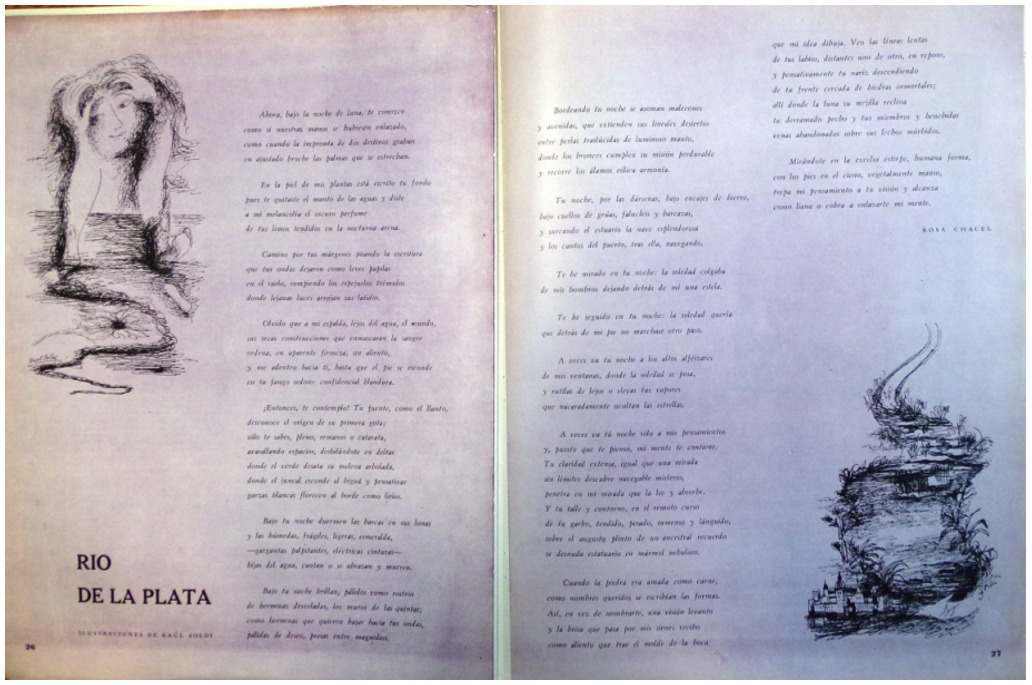 RIO
DE LA PLATA
ILUSTRACIONES DE RAÚL SOLDI
Ahora, bajo la noche de luna, te conozco
como si nuestras manos se hubieran enlazado,
como cuando la impronta de dos destinos graban
en ajustado broche las palmas que se estrechan.
En la piel de mis plantas está escrito tu fondo
pues te quitaste el manto de las aguas y diste
a mi melancolía el oscuro perfume
de tus limos tendidos en la nocturna arena.
Camino por tus márgenes pisando la escritura
que tus ondas dejaron como leves pupilas
en el suelo, rompiendo los espejuelos trémulos
donde lejanas luces arrojan sus latidos.
Olvido que a mi espalda, lejos del agua, el mundo,
sus secas construcciones que enmascaran la sangre
ordena, en aparente firmeza, un aliento,
y me adentro hacia ti, hasta que el pie se esconde
en tu fango sedoso: confidencial blandura.
¡Entonces, te contemplo! Tu fuente, como el llanto,
desconoce el origen de su primera gota;
sólo te sabes, pleno, remanso o catarata,
avasallando espacios, desbilándote en deltas
donde el verde desata su melena arbolada,
donde el juncal esconde al biguá y pensativas
garzas blancas florecen al borde como lirios.
Bajo tu noche duermen las barcas en sus lonas
y las húmedas, frágiles, ligeras, esmeralda,
—gargantas palpitantes, eléctricas cinturas—
hijas del agua, cantan o se abrazan y mueren.
Bajo tu noche brillan, pálidos como rostros
de hermosas desveladas, los muros de las quintas;
como hermosas que quieren bajar hacia tus ondas,
pálidas de deseo, presas entre magnolias.
26
Bordeando tu noche se asoman malecones
y avenidas, que extienden sus lineales desiertos
entre perlas traslúcidas de luminoso manto,
donde los bronces cumplen su misión perdurable
y recorre los álamos eólica armonía.
Tu noche, por las dársenas, bajo encajes de hierro,
bajo cuellos de grúas, faluchos y barcazas,
y surcando el estuario la nave esplendorosa
y los cantos del puerto, tras ella, navegando.
Te he mirado en tu noche: la soledad colgaba
de mis hombros dejando detrás de mí una estela.
Te he seguido en tu noche: la soledad quería
que detrás de mi pie no marchase otro paso.
A veces va tu noche a los altos alféizares
de mis ventanas, donde la soledad se posa,
y rutilas de lejos o elevas tus vapores
que nacaradamente ocultan las estrellas.
A veces va tú noche sólo a mis pensamientos
y, puesto que te pienso, mi mente te contiene.
Tu claridad extensa, igual que una mirada
sin límites descubre navegable misterio,
penetra en mi mirada que la lee y absorbe.
Y tu talle y contorno, en el remoto curso
de tu garbo, tendido, pesado, inmenso y lánguido,
sobre el augusto plinto de un ancestral recuerdo
se desnuda estatuario en mármol nebuloso.
Cuando la piedra era amada como carne,
como nombres queridos se escribían las formas.
Así, en vez de nombrarte, una visión levanto
y la brisa que pasa por mis sienes recibo
como aliento que trae el molde de la boca
que mi idea dibuja. Veo las líneas lentas
de tus labios, distantes uno de otro, en reposo,
y pensativamente tu nariz descendiendo
de tu frente cercada de hiedras inmortales;
allí donde la luna su mejilla reclina
tu derramado pecho y tus miembros y henchidas
venas abandonados sobre sus lechos mórbidos.
Mirándote en la excelsa estirpe, humana forma,
con los pies en el cieno, vegetalmente manso,
trepa mi pensamiento a tu visión y alcanza
como liana o cobra a enlazarte mi mente.
ROSA CHACEL
27